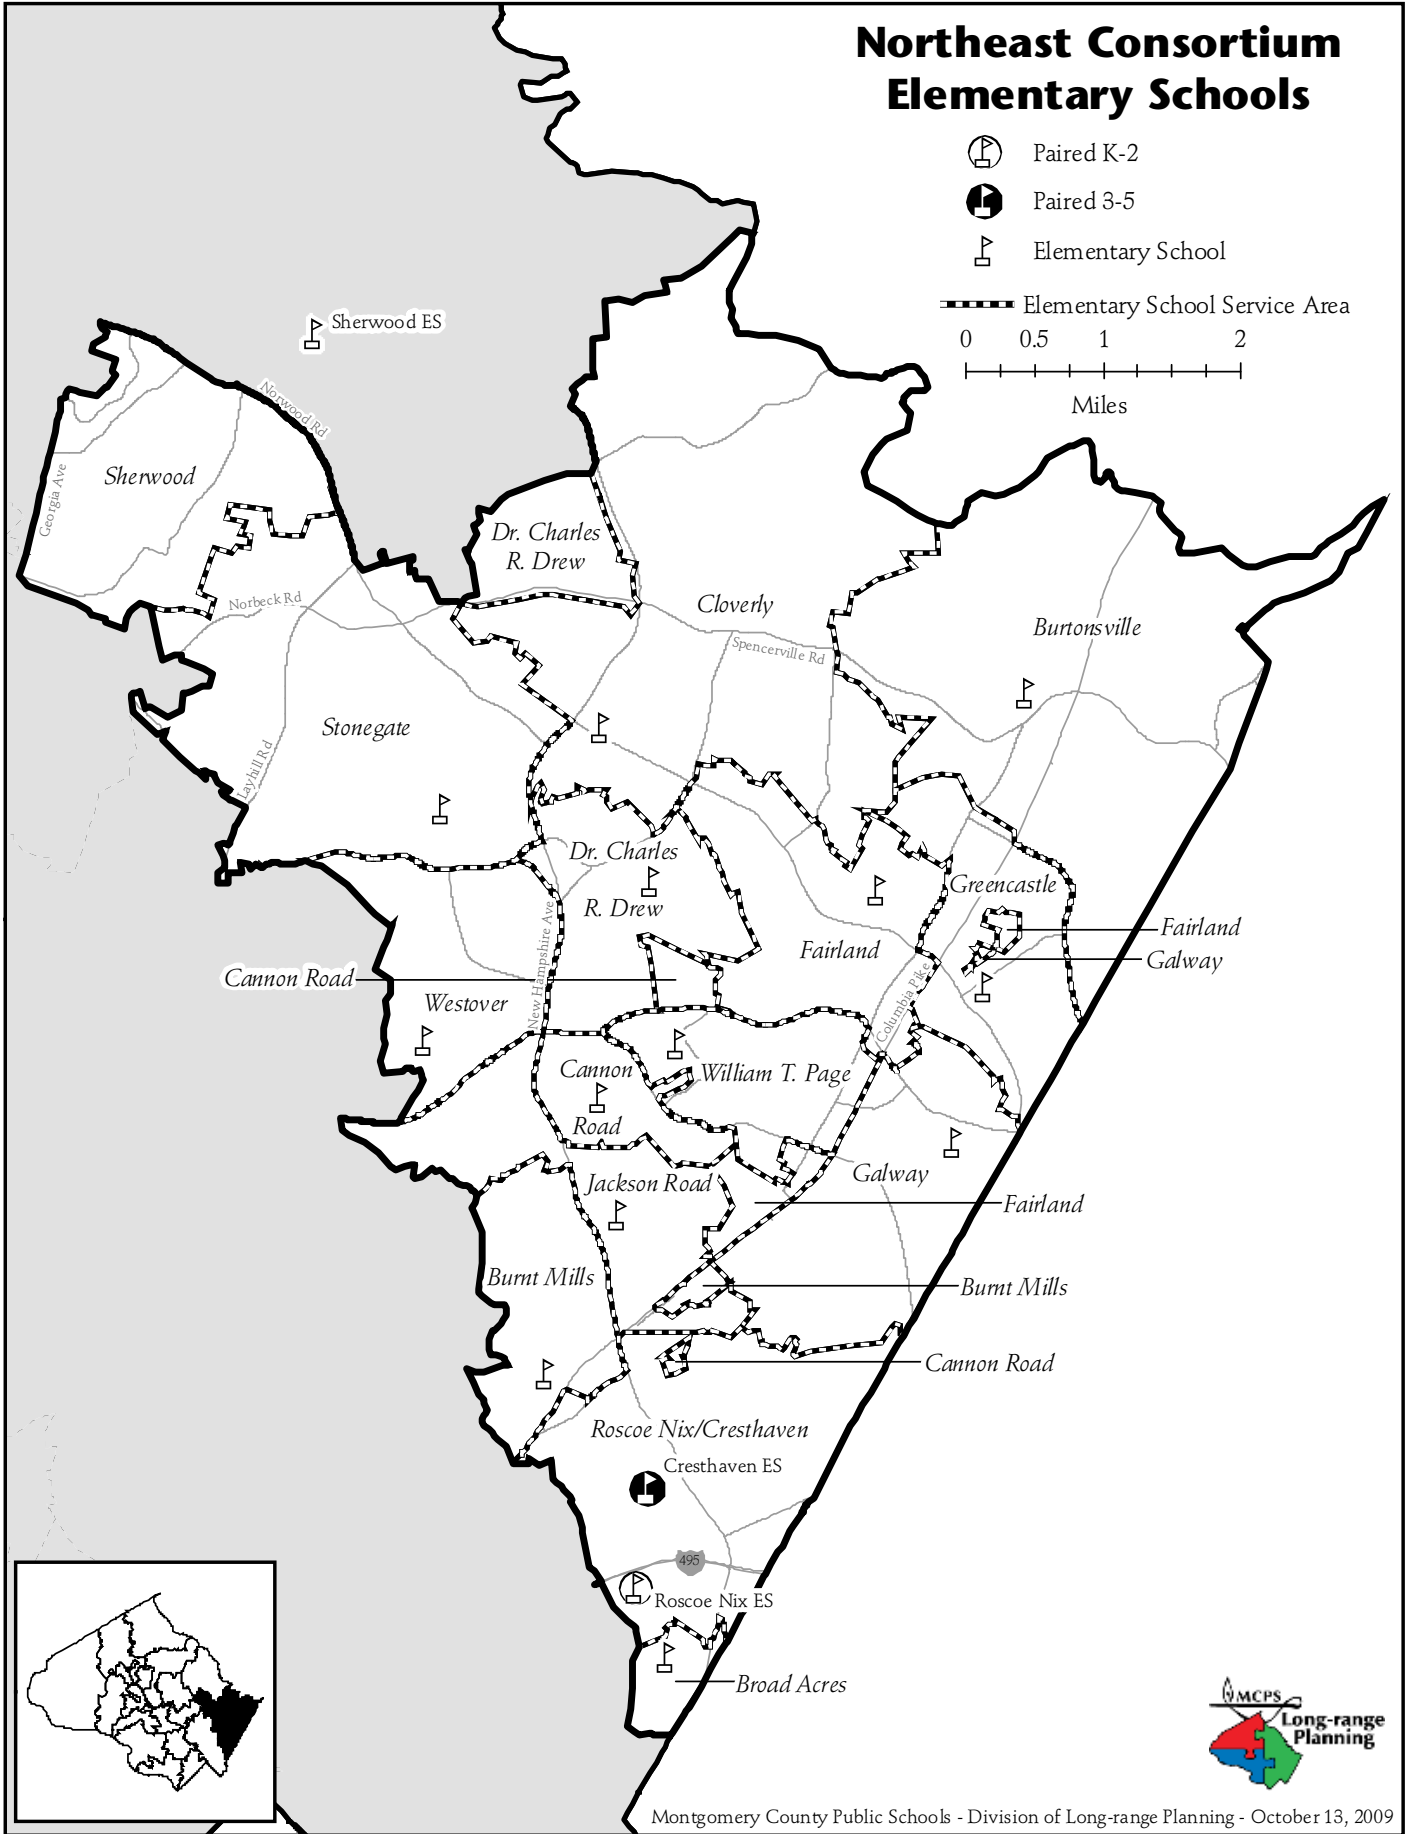 Northeast Consortium
Elementary Schools
Paired K-2
Paired 3-5
Elementary School
Elementary School Service Area
0 0.5 1 2
Miles
Sherwood ES
Norwood Rd
Sherwood
Georgia Ave
Dr. Charles
R. Drew
Norbeck Rd
Cloverly
Burtonsville
Spencerville Rd
Stonegate
Layhill Rd
Dr. Charles
R. Drew
Greencastle
Fairland
Fairland
Galway
New Hampshire Ave
Cannon Road
Westover
Columbia Pike
Cannon
Road
William T. Page
Jackson Road
Galway
Fairland
Burnt Mills
Burnt Mills
Cannon Road
Roscoe Nix/Cresthaven
Cresthaven ES
495
Roscoe Nix ES
Broad Acres
MCPS
Long-range
Planning
Montgomery County Public Schools - Division of Long-range Planning - October 13, 2009